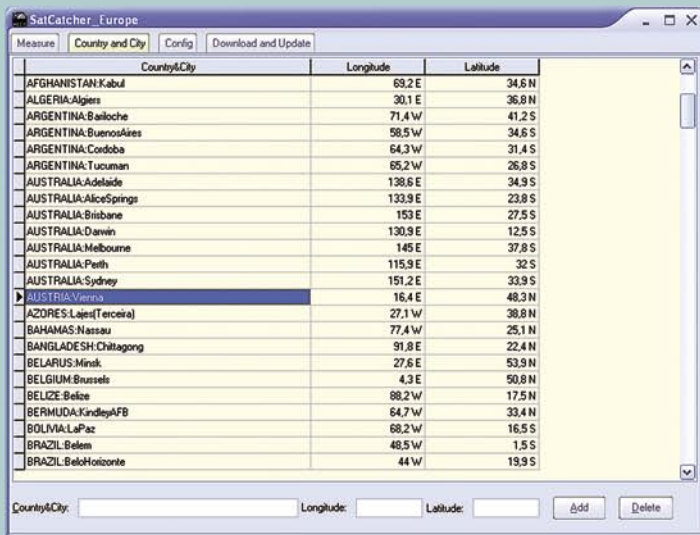 SatCatcher_Europe
Measure Country and City Config Download and Update
Country&City Longitude Latitude
AFGHANISTAN:Kabul 69,2 E 34,6 N
ALGERIA:Algiers 30,1 E 36,8 N
ARGENTINA:Bariloche 71,4 W 41,2 S
ARGENTINA:BuenosAires 58,5 W 34,6 S
ARGENTINA:Cordoba 64,3 W 31,4 S
ARGENTINA:Tucuman 65,2 W 26,8 S
AUSTRALIA:Adelaide 138,6 E 34,9 S
AUSTRALIA:AliceSprings 133,9 E 23,8 S
AUSTRALIA:Brisbane 153 E 27,5 S
AUSTRALIA:Darwin 130,9 E 12,5 S
AUSTRALIA:Melbourne 145 E 37,8 S
AUSTRALIA:Perth 115,9 E 32 S
AUSTRALIA:Sydney 151,2 E 33,9 S
AUSTRIA:Vienna 16,4 E 48,3 N
AZORES:Lajes(Terceira) 27,1 W 38,8 N
BAHAMAS:Nassau 77,4 W 25,1 N
BANGLADESH:Chittagong 91,8 E 22,4 N
BELARUS:Minsk 27,6 E 53,9 N
BELGIUM:Brussels 4,3 E 50,8 N
BELIZE:Belize 88,2 W 17,5 N
BERMUDA:KindleyAFB 64,7 W 33,4 N
BOLIVIA:LaPaz 68,2 W 16,5 S
BRAZIL:Belem 48,5 W 1,5 S
BRAZIL:BeloHorizonte 44 W 19,9 S
Country&City: Longitude: Latitude: Add Delete